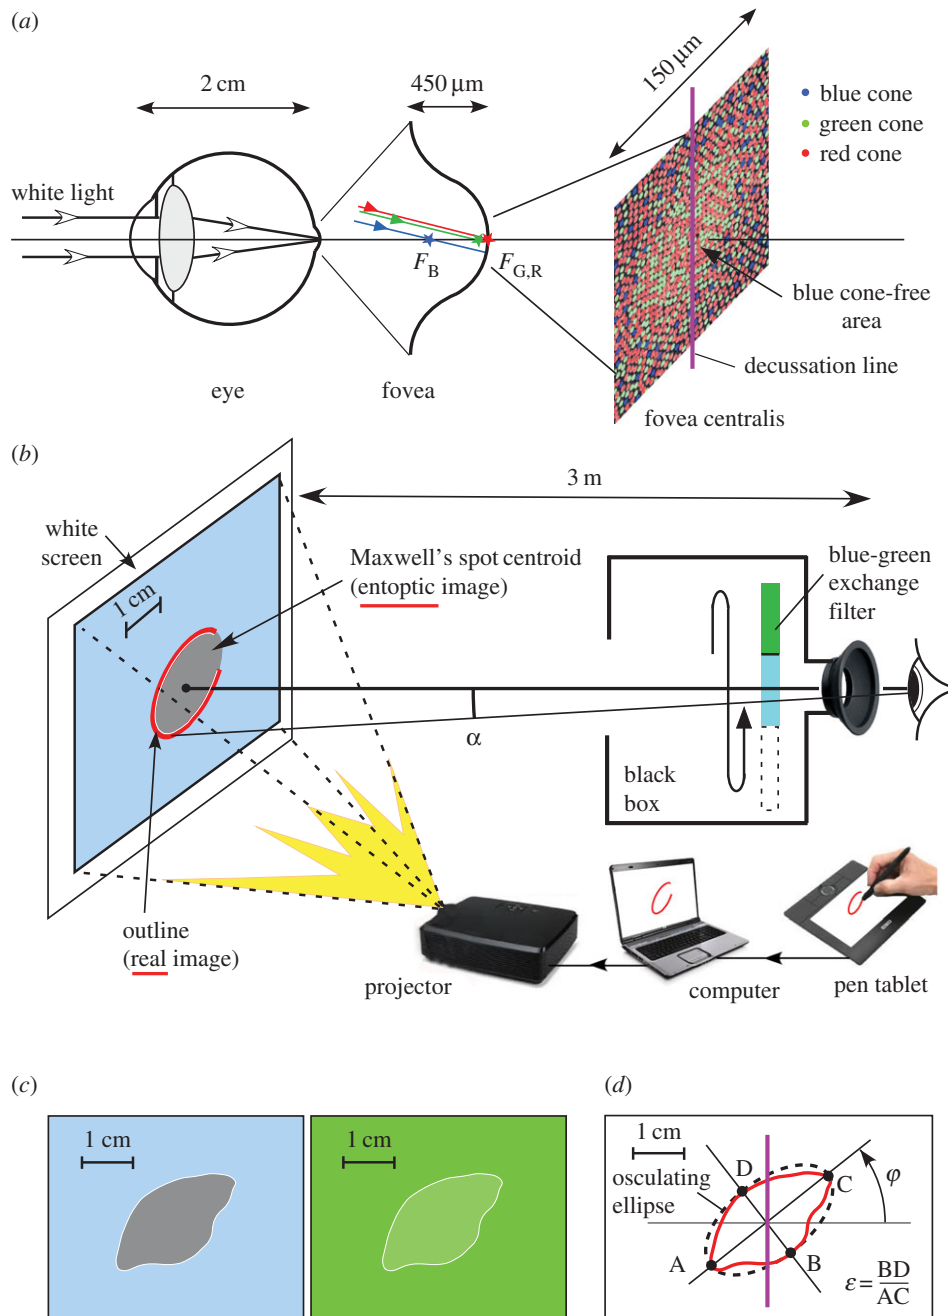 (a)
2 cm
450 µm
150 µm
blue cone
green cone
red cone
white light
F_B
F_G,R
blue cone-free
area
decussation line
eye
fovea
fovea centralis
(b)
3 m
white
screen
1 cm
Maxwell's spot centroid
(entoptic image)
blue-green
exchange
filter
α
black
box
outline
(real image)
projector
computer
pen tablet
(c)
1 cm
1 cm
(d)
1 cm
osculating
ellipse
D
C
φ
A
B
ε = BD/AC